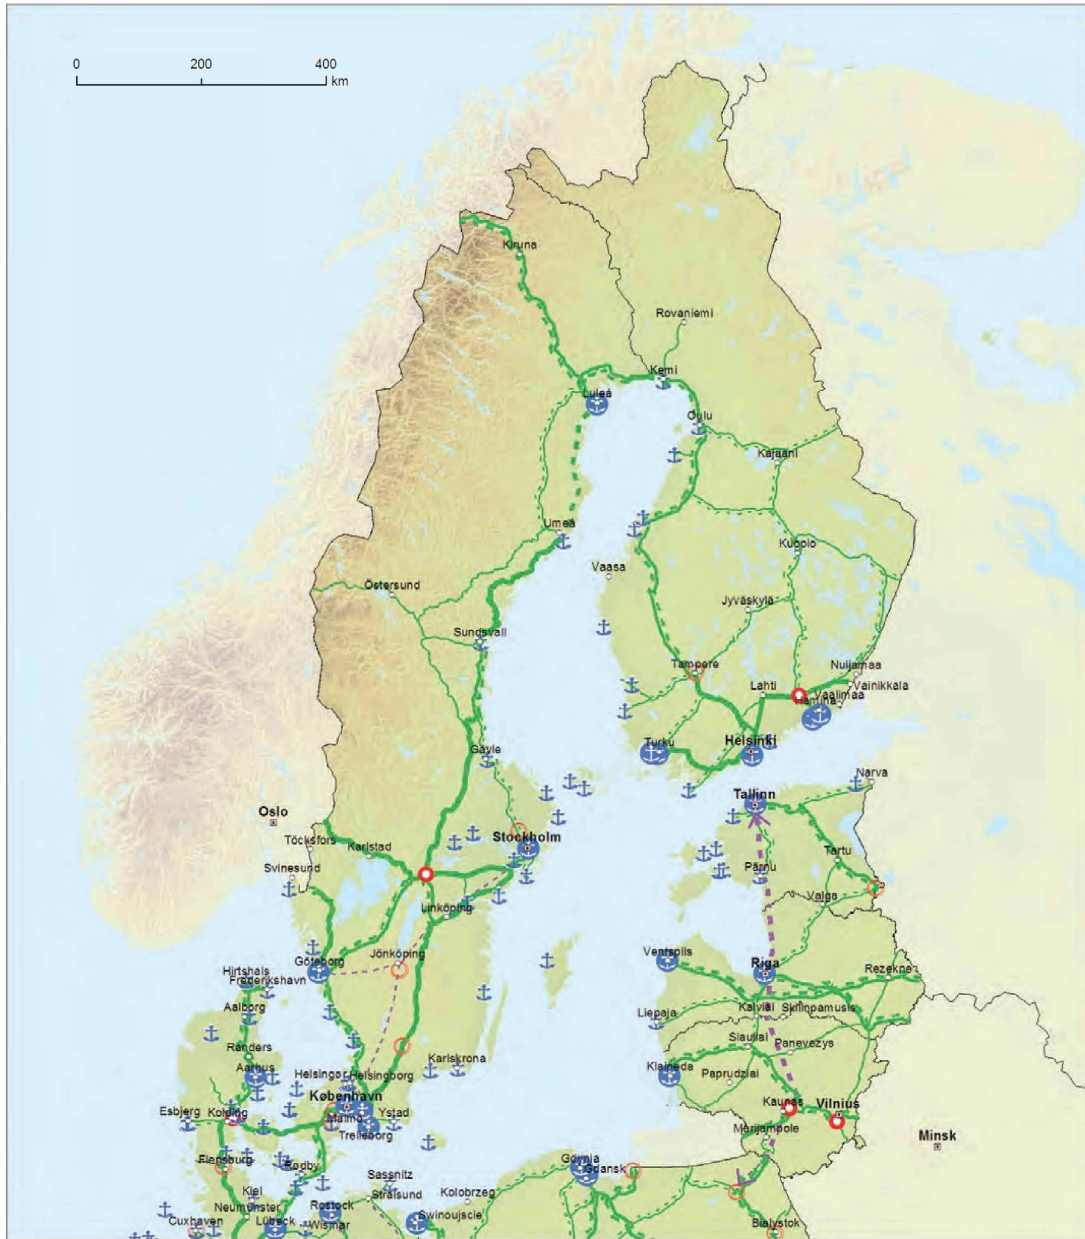 0 200 400
km
Kiruna
Rovaniemi
Kemi
Luleå
Oulu
Kajaani
Umeå
Kuopio
Vaasa
Östersund
Jyväskylä
Sundsvall
Tampere
Nuijamaa
Lahti
Vainikkala
Vaalimaa
Hamina
Turku
Helsinki
Gävle
Narva
Tallinn
Oslo
Töcksfors
Karlstad
Stockholm
Tartu
Svinesund
Pärnu
Valga
Linköping
Jönköping
Ventspils
Riga
Göteborg
Hirtshals
Frederikshavn
Rezekne
Aalborg
Liepaja
Kalviai
Skilinpamusis
Randers
Siauliai
Panevezys
Aarhus
Helsingør
Helsingborg
Karlskrona
Klaipeda
Paprudziai
København
Kaunas
Vilnius
Esbjerg
Kolding
Malmö
Ystad
Trelleborg
Marijampole
Minsk
Flensburg
Rødby
Gdynia
Gdansk
Sassnitz
Kiel
Stralsund
Kolobrzeg
Neumünster
Rostock
Swinoujscie
Cuxhaven
Lübeck
Wismar
Bialystok